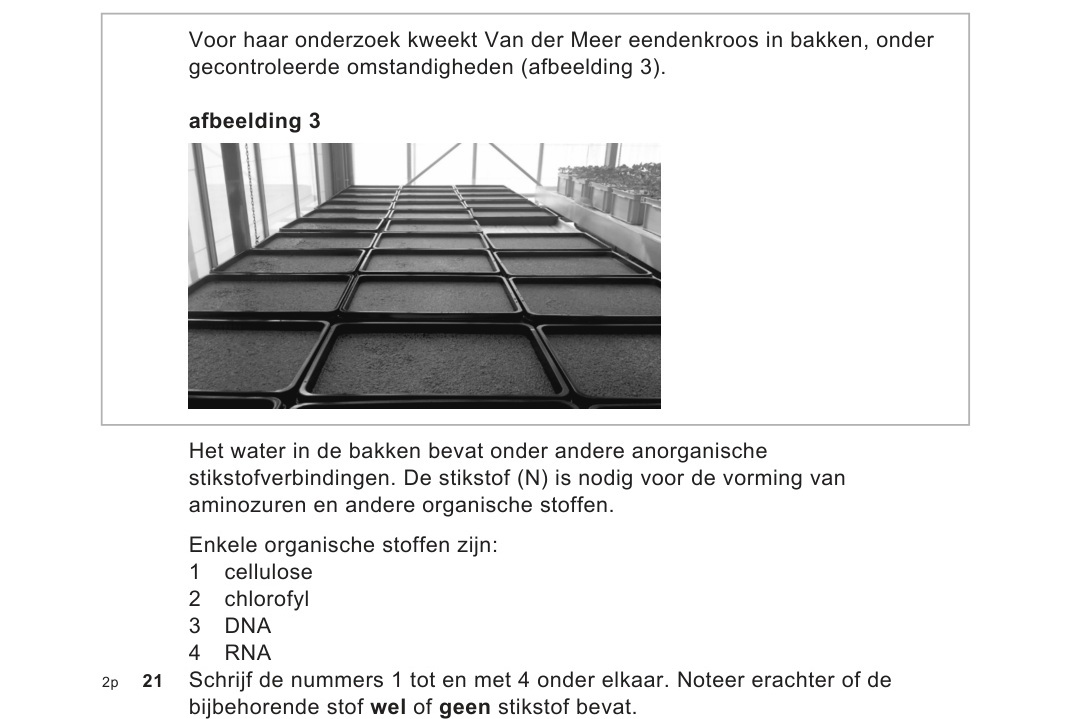 Voor haar onderzoek kweekt Van der Meer eendenkroos in bakken, onder
gecontroleerde omstandigheden (afbeelding 3).
afbeelding 3
Het water in de bakken bevat onder andere anorganische
stikstofverbindingen. De stikstof (N) is nodig voor de vorming van
aminozuren en andere organische stoffen.
Enkele organische stoffen zijn:
1 cellulose
2 chlorofyl
3 DNA
4 RNA
2p 21 Schrijf de nummers 1 tot en met 4 onder elkaar. Noteer erachter of de
bijbehorende stof wel of geen stikstof bevat.